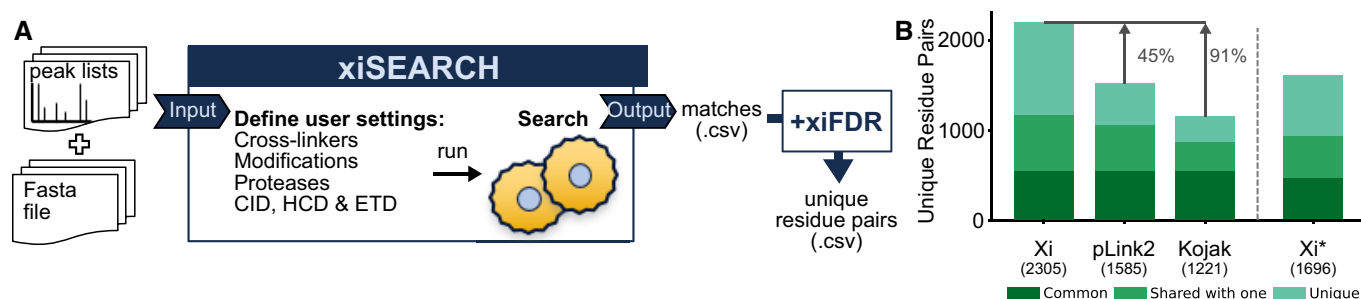 A
peak lists
Fasta
file
xiSEARCH
Input
Define user settings:
Cross-linkers
Modifications
Proteases
CID, HCD & ETD
run
Search
Output
matches
(.csv)
+xiFDR
unique
residue pairs
(.csv)
B
Unique Residue Pairs
2000
1000
0
45%
91%
Xi
(2305)
pLink2
(1585)
Kojak
(1221)
Xi*
(1696)
Common
Shared with one
Unique